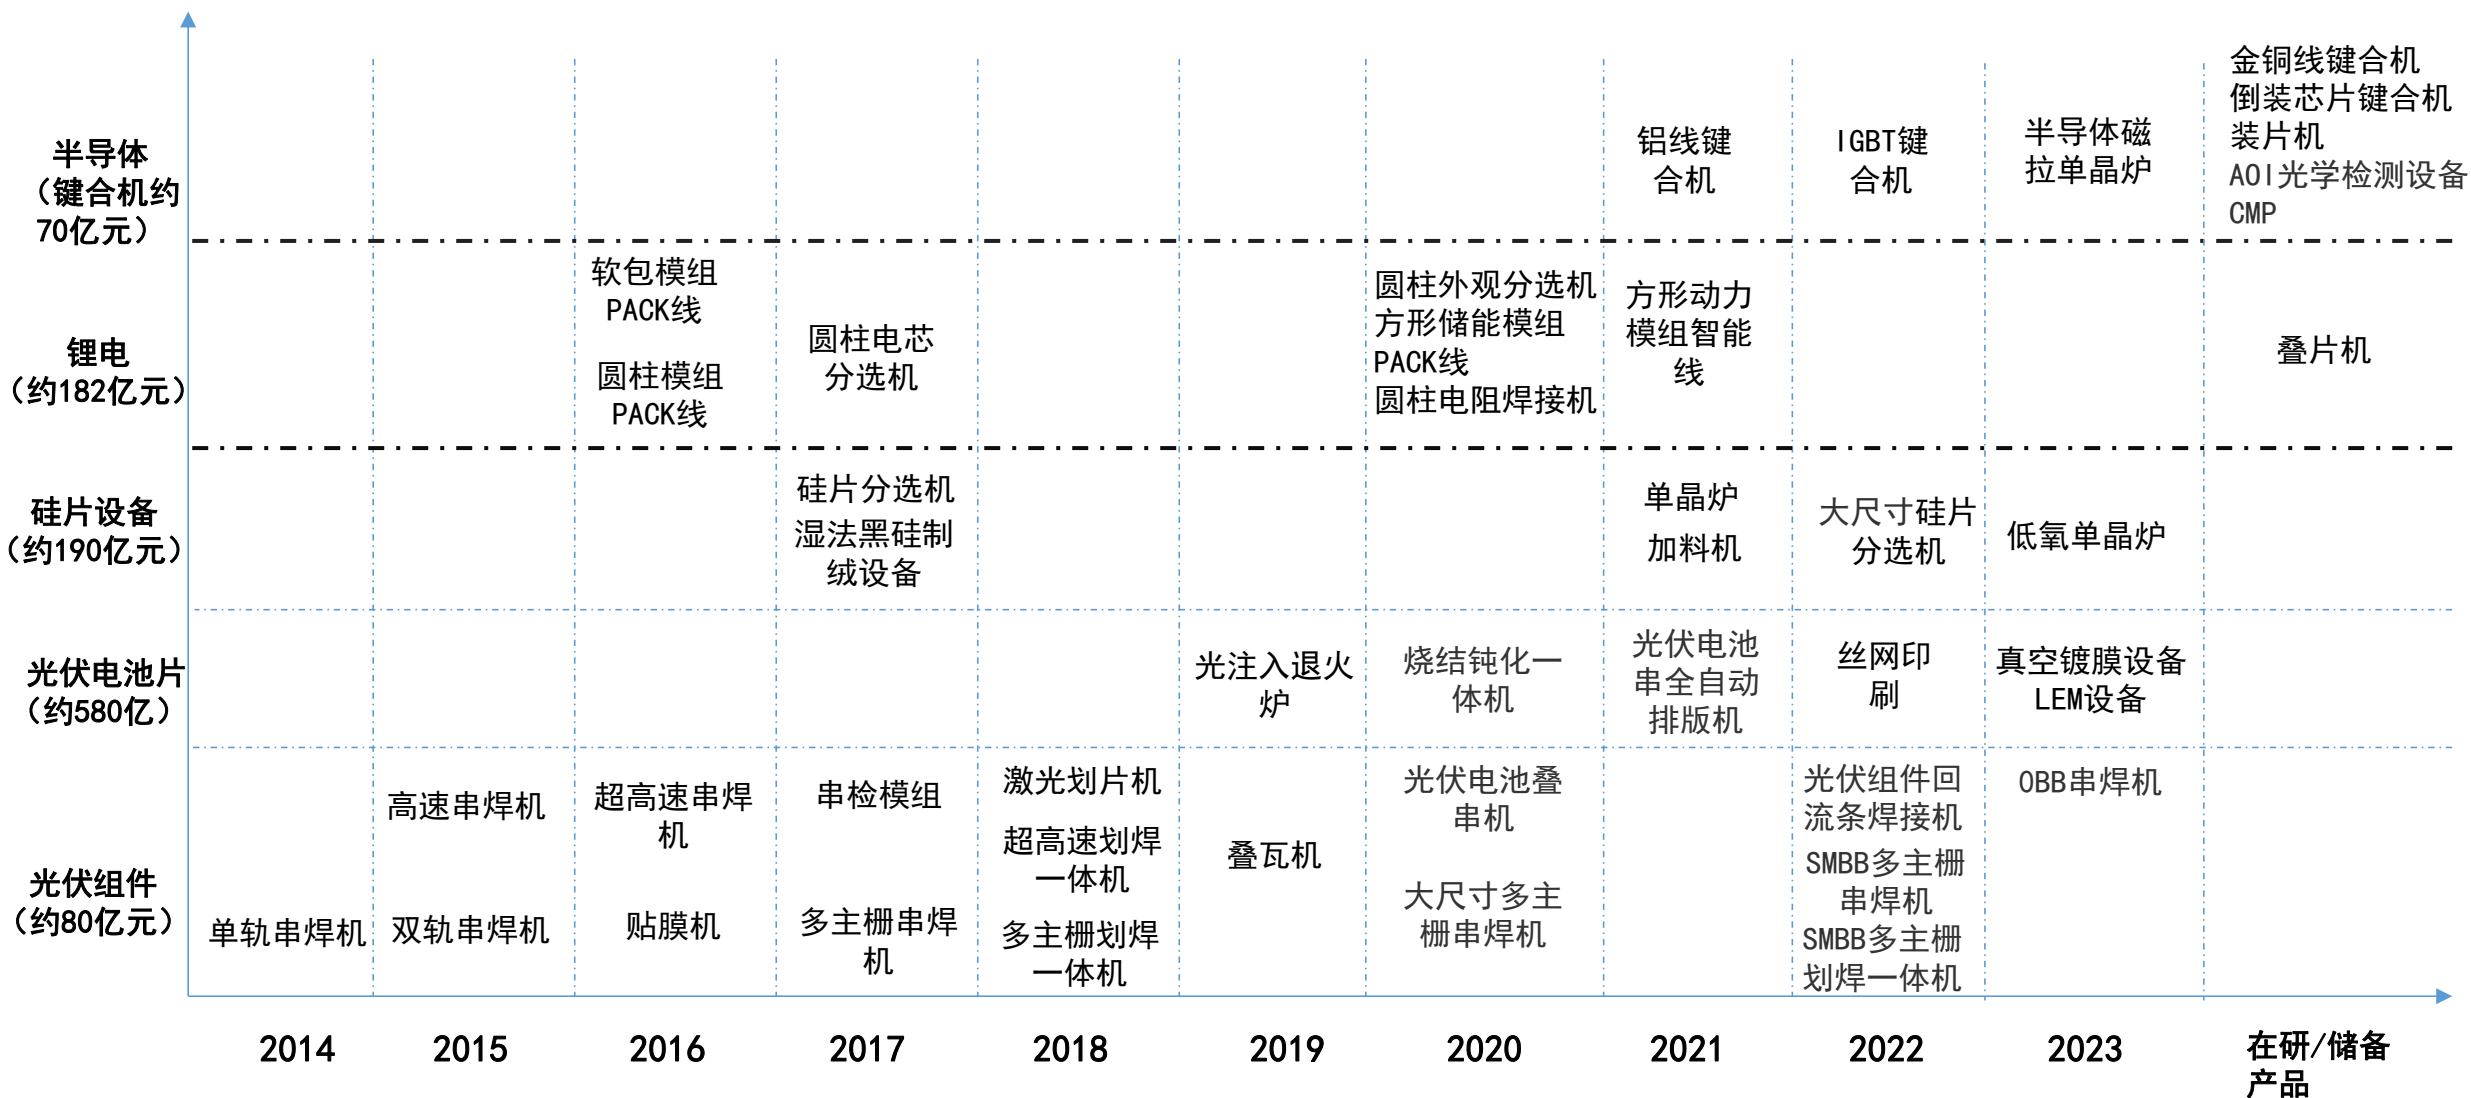 半导体
（键合机约
70亿元）
铝线键
合机
IGBT键
合机
半导体磁
拉单晶炉
金铜线键合机
倒装芯片键合机
装片机
AOI光学检测设备
CMP
锂电
（约182亿元）
软包模组
PACK线
圆柱模组
PACK线
圆柱电芯
分选机
圆柱外观分选机
方形储能模组
PACK线
圆柱电阻焊接机
方形动力
模组智能
线
叠片机
硅片设备
（约190亿元）
硅片分选机
湿法黑硅制
绒设备
单晶炉
加料机
大尺寸硅片
分选机
低氧单晶炉
光伏电池片
（约580亿）
光注入退火
炉
烧结钝化一
体机
光伏电池
串全自动
排版机
丝网印
刷
真空镀膜设备
LEM设备
光伏组件
（约80亿元）
单轨串焊机
高速串焊机
双轨串焊机
超高速串焊
机
贴膜机
串检模组
多主栅串焊
机
激光划片机
超高速划焊
一体机
多主栅划焊
一体机
叠瓦机
光伏电池叠
串机
大尺寸多主
栅串焊机
光伏组件回
流条焊接机
SMBB多主栅
串焊机
SMBB多主栅
划焊一体机
0BB串焊机
2014
2015
2016
2017
2018
2019
2020
2021
2022
2023
在研/储备
产品